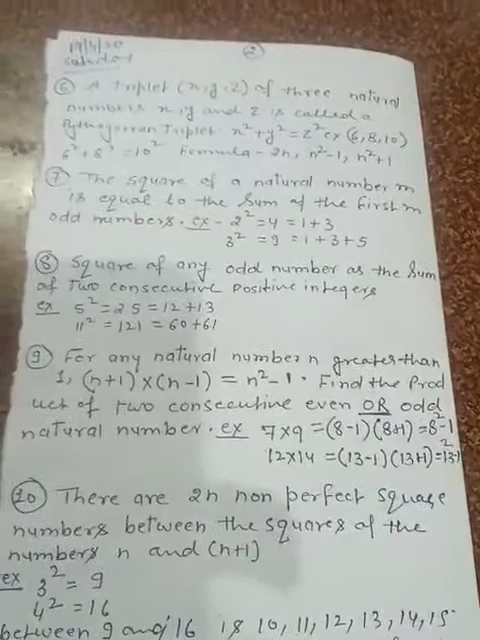 ②
Saturday
⑥ A Triplet (x, y, z) of three natural
numbers x, y and z is called a
Pythagorean Triplet x²+y²=z² ex (6,8,10)
6²+8²=10² Formula - 2n, n²-1, n²+1
⑦ The square of a natural number m
is equal to the sum of the first m
odd numbers. ex - 2²=4=1+3
3²=9=1+3+5
⑧ Square of any odd number as the Sum
of Two consecutive positive integers
ex 5²=25=12+13
11²=121=60+61
⑨ For any natural number n greater than
1, (n+1)×(n-1)=n²-1. Find the Prod
uct of two consecutive even OR odd
natural number. ex 7×9=(8-1)(8+1)=8²-1
12×14=(13-1)(13+1)=13²-1
⑩ There are 2n non perfect square
numbers between the squares of the
numbers n and (n+1)
ex 3²=9
4²=16
between 9 and 16 is 10, 11, 12, 13, 14, 15